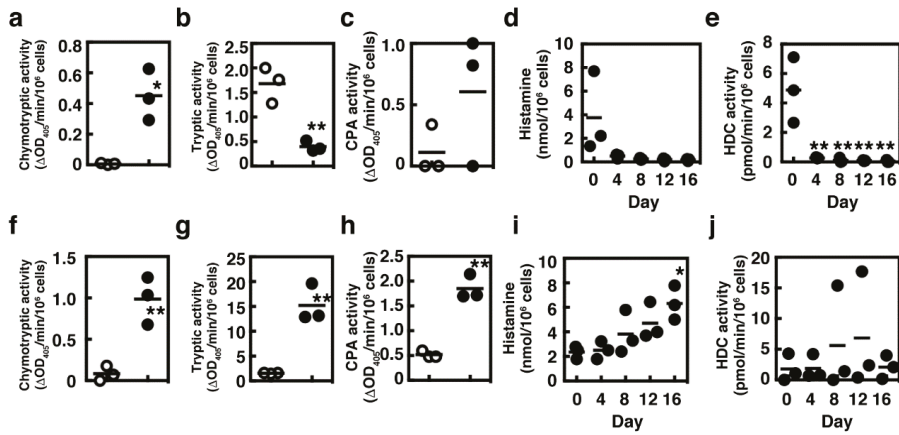 a
Chymotryptic activity
(ΔOD405/min/10⁶ cells)
0.8
0.6
0.4
0.2
0
*
b
Tryptic activity
(ΔOD405/min/10⁶ cells)
2.5
2.0
1.5
1.0
0.5
0
**
c
CPA activity
(ΔOD405/min/10⁶ cells)
1.0
0.5
0
d
Histamine
(nmol/10⁶ cells)
10
8
6
4
2
0
0 4 8 12 16
Day
e
HDC activity
(pmol/min/10⁶ cells)
8
6
4
2
0
** ** ** **
0 4 8 12 16
Day
f
Chymotryptic activity
(ΔOD405/min/10⁶ cells)
1.5
1.0
0.5
0
**
g
Tryptic activity
(ΔOD405/min/10⁶ cells)
25
20
15
10
5
0
**
h
CPA activity
(ΔOD405/min/10⁶ cells)
2.5
2.0
1.5
1.0
0.5
0
**
i
Histamine
(nmol/10⁶ cells)
10
8
6
4
2
0
*
0 4 8 12 16
Day
j
HDC activity
(pmol/min/10⁶ cells)
20
15
10
5
0
0 4 8 12 16
Day